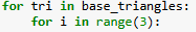 for tri in base_triangles:
    for i in range(3):